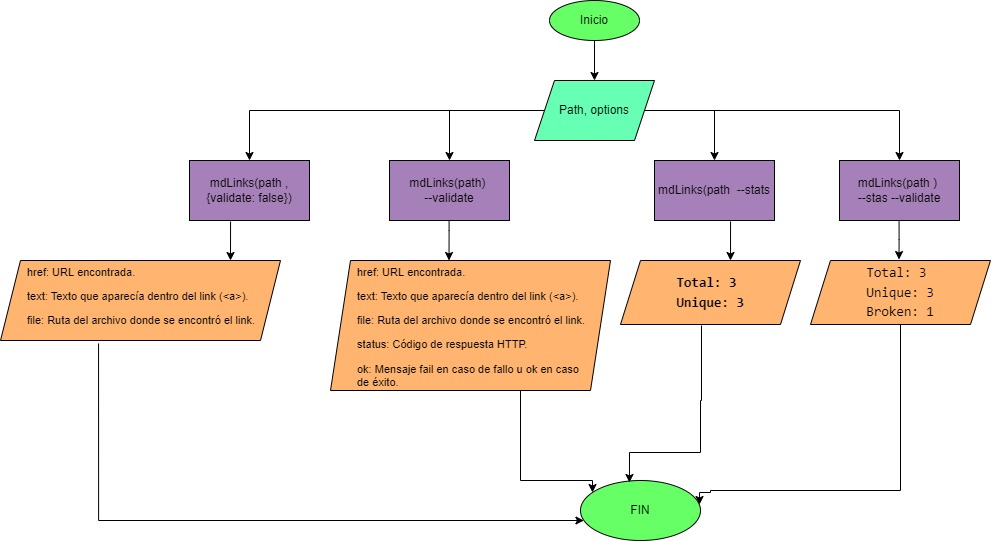 Inicio
Path, options
mdLinks(path ,
{validate: false})
mdLinks(path)
--validate
mdLinks(path --stats
mdLinks(path )
--stas --validate
href: URL encontrada.
text: Texto que aparecía dentro del link (<a>).
file: Ruta del archivo donde se encontró el link.
href: URL encontrada.
text: Texto que aparecía dentro del link (<a>).
file: Ruta del archivo donde se encontró el link.
status: Código de respuesta HTTP.
ok: Mensaje fail en caso de fallo u ok en caso
de éxito.
Total: 3
Unique: 3
Total: 3
Unique: 3
Broken: 1
FIN